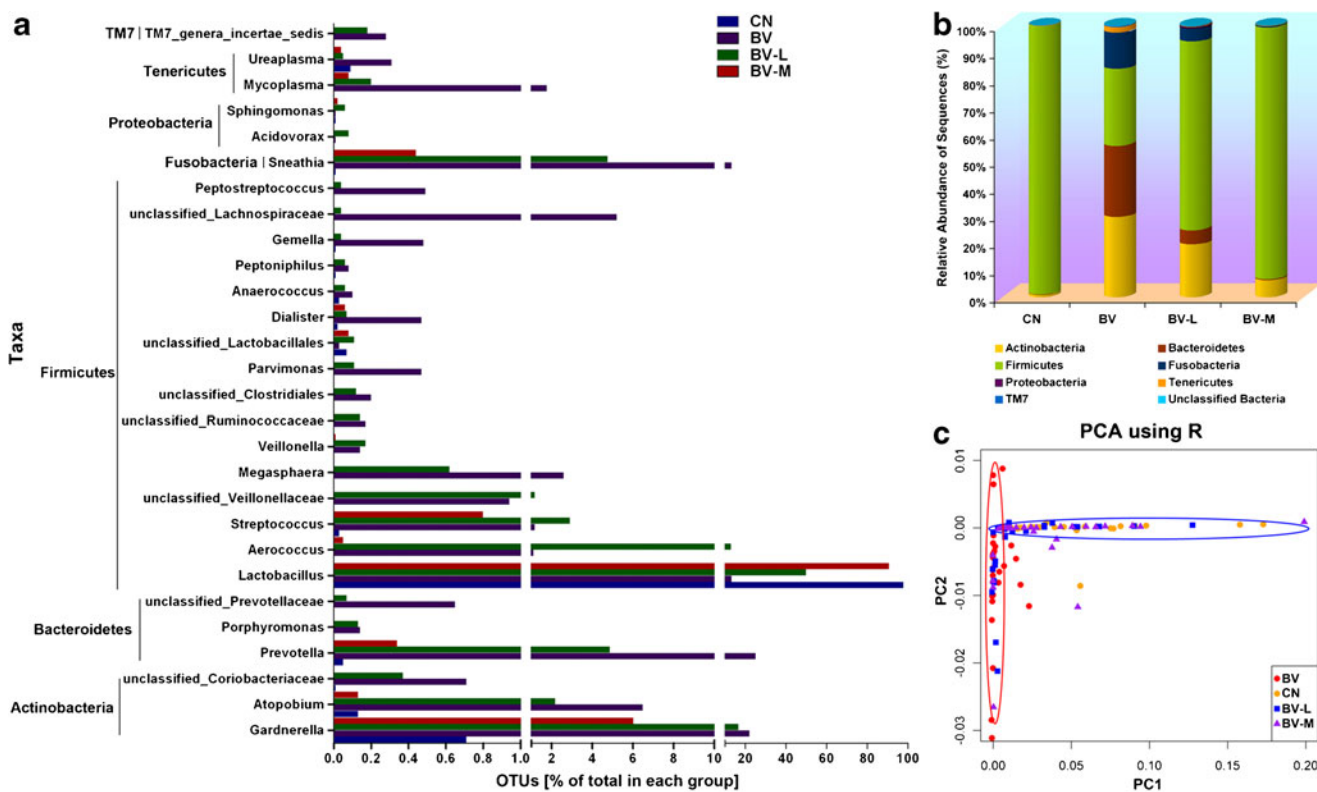 a
CN
BV
BV-L
BV-M
TM7 | TM7_genera_incertae_sedis
Tenericutes
Ureaplasma
Mycoplasma
Proteobacteria
Sphingomonas
Acidovorax
Fusobacteria | Sneathia
Taxa
Firmicutes
Peptostreptococcus
unclassified_Lachnospiraceae
Gemella
Peptoniphilus
Anaerococcus
Dialister
unclassified_Lactobacillales
Parvimonas
unclassified_Clostridiales
unclassified_Ruminococcaceae
Veillonella
Megasphaera
unclassified_Veillonellaceae
Streptococcus
Aerococcus
Lactobacillus
Bacteroidetes
unclassified_Prevotellaceae
Porphyromonas
Prevotella
Actinobacteria
unclassified_Coriobacteriaceae
Atopobium
Gardnerella
0.0 0.2 0.4 0.6 0.8 1.0 2 4 6 8 10 20 40 60 80 100
OTUs [% of total in each group]
b
Relative Abundance of Sequences (%)
100%
90%
80%
70%
60%
50%
40%
30%
20%
10%
0%
CN BV BV-L BV-M
Actinobacteria Bacteroidetes
Firmicutes Fusobacteria
Proteobacteria Tenericutes
TM7 Unclassified Bacteria
c
PCA using R
PC2
0.01
0.00
-0.01
-0.02
-0.03
BV
CN
BV-L
BV-M
0.00 0.05 0.10 0.15 0.20
PC1